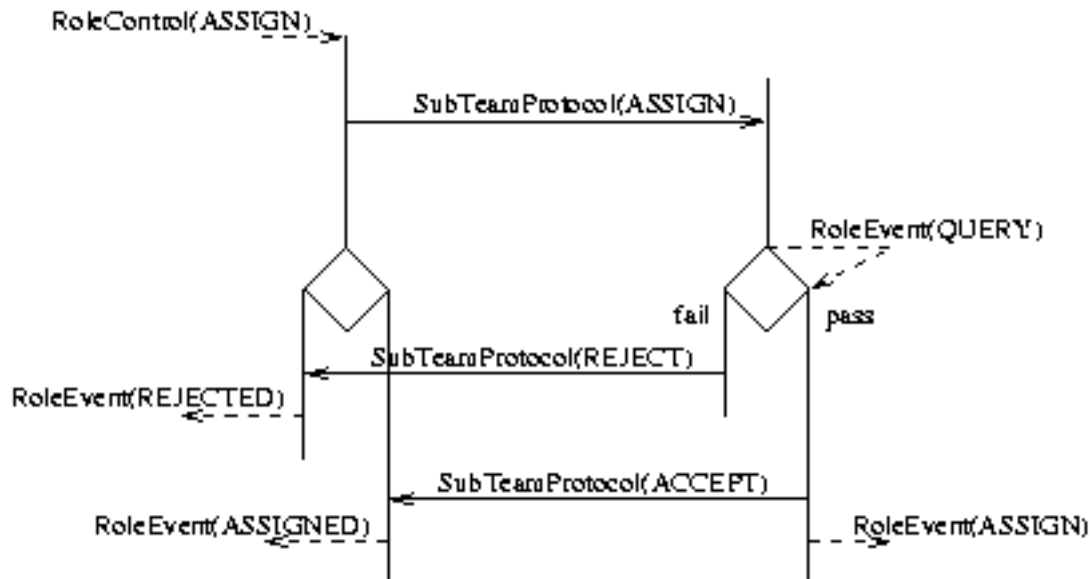 RoleControl(ASSIGN)
SubTeamProtocol(ASSIGN)
RoleEvent(QUERY)
fail
pass
SubTeamProtocol(REJECT)
RoleEvent(REJECTED)
SubTeamProtocol(ACCEPT)
RoleEvent(ASSIGNED)
RoleEvent(ASSIGN)